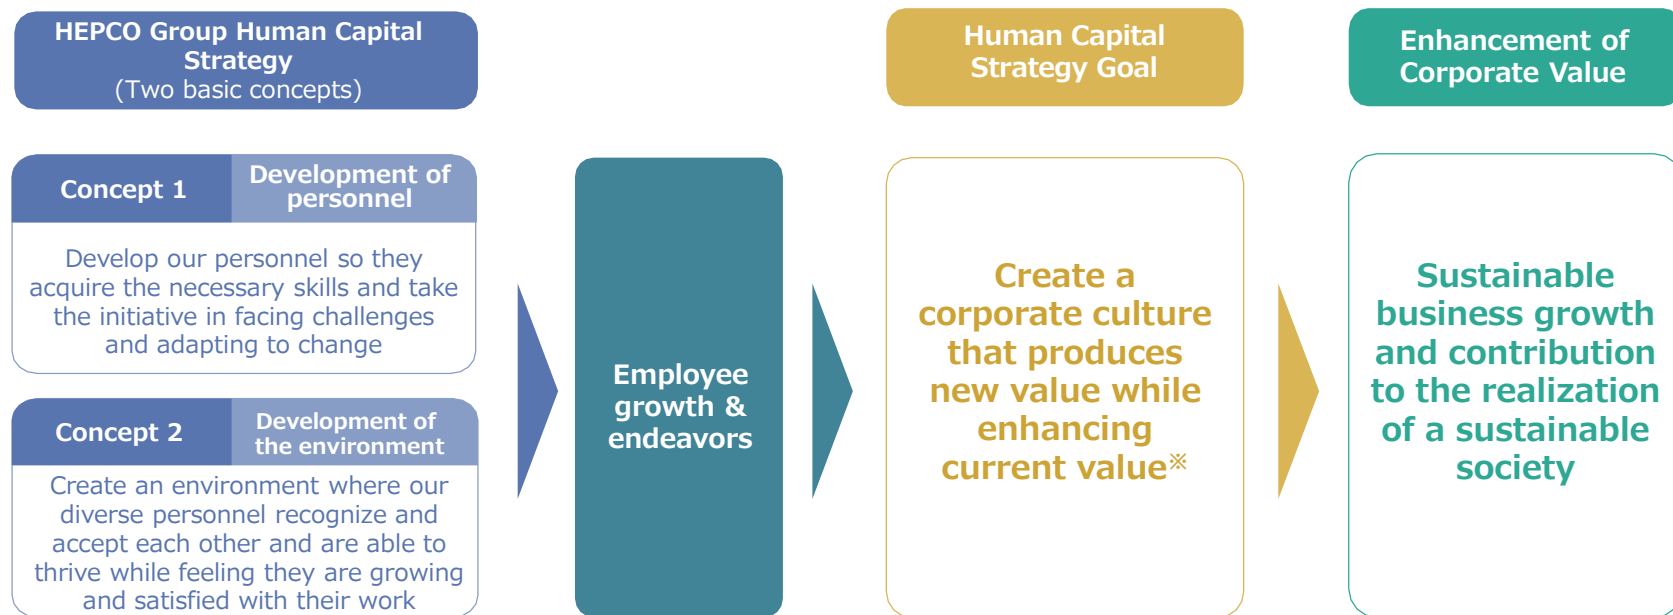 HEPCO Group Human Capital
Strategy
(Two basic concepts)
Human Capital
Strategy Goal
Enhancement of
Corporate Value
Concept 1
Development of
personnel
Develop our personnel so they
acquire the necessary skills and take
the initiative in facing challenges
and adapting to change
Concept 2
Development of
the environment
Create an environment where our
diverse personnel recognize and
accept each other and are able to
thrive while feeling they are growing
and satisfied with their work
Employee
growth &
endeavors
Create a
corporate culture
that produces
new value while
enhancing
current value※
Sustainable
business growth
and contribution
to the realization
of a sustainable
society